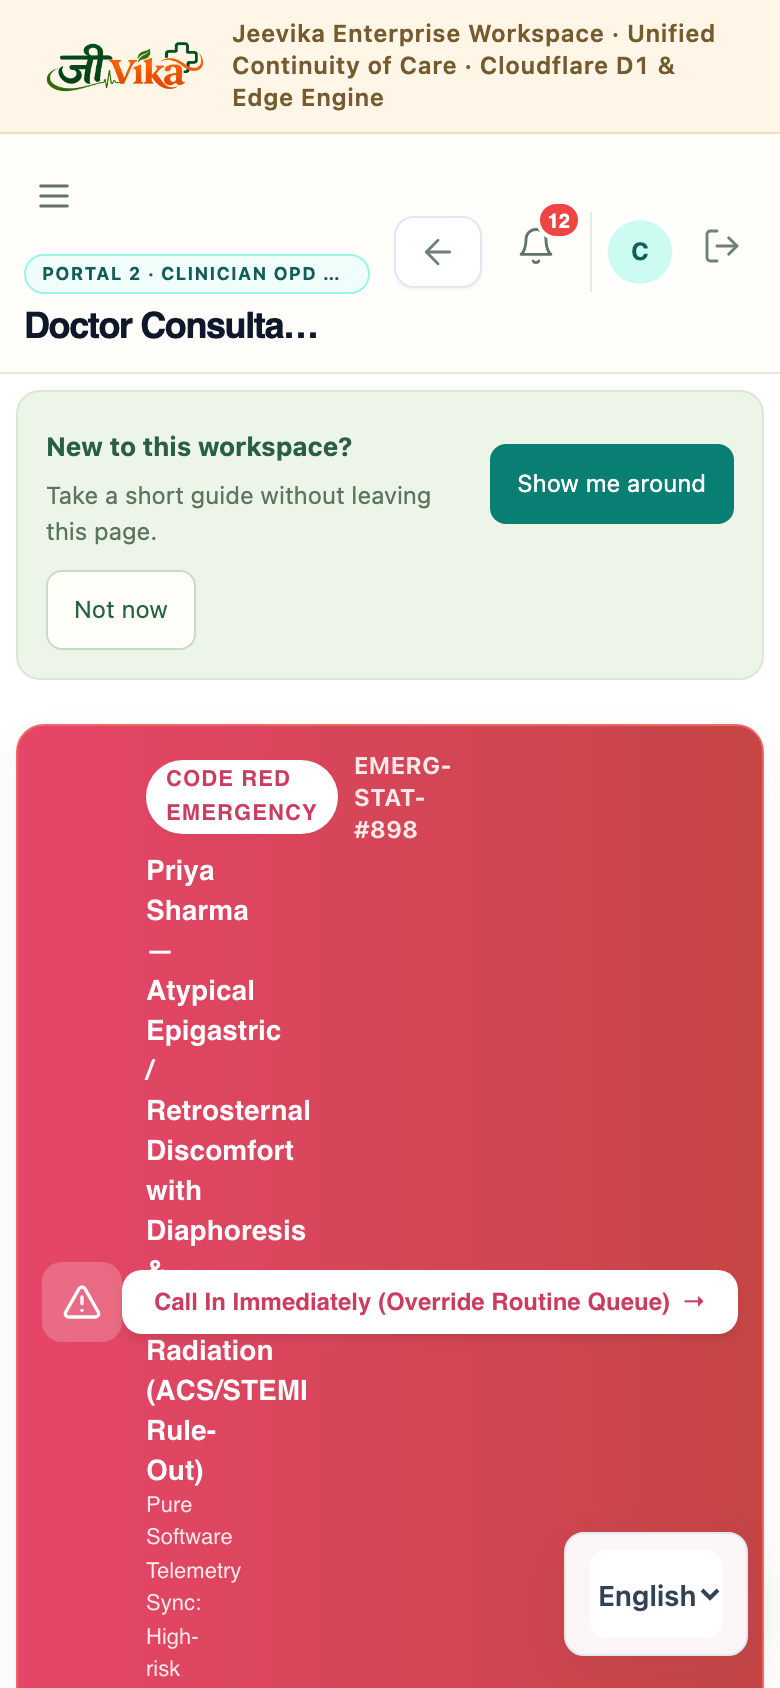 जीvika
Jeevika Enterprise Workspace · Unified
Continuity of Care · Cloudflare D1 &
Edge Engine
12
C
PORTAL 2 · CLINICIAN OPD ...
Doctor Consulta...
New to this workspace?
Take a short guide without leaving
this page.
Show me around
Not now
CODE RED
EMERGENCY
EMERG-
STAT-
#898
Priya
Sharma
—
Atypical
Epigastric
/
Retrosternal
Discomfort
with
Diaphoresis
&
Call In Immediately (Override Routine Queue) →
Radiation
(ACS/STEMI
Rule-
Out)
Pure
Software
Telemetry
Sync:
High-
risk
English